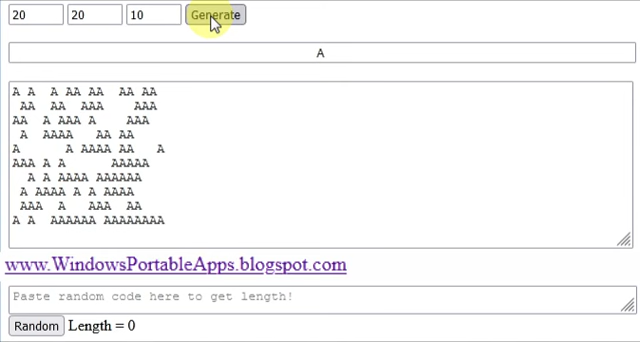 20 20 10 Generate
A
A A  A AA AA  AA AA
 AA  AA  AAA    AAA
AA  A AAA A    AAA
 A  AAAA   AA AA
A      A AAAA AA   A
AAA A A      AAAAA
  A A AAAA AAAAAA
 A AAAA A A AAAA
 AAA  A   AAA  AA
A A  AAAAAA AAAAAAAA
www.WindowsPortableApps.blogspot.com
Paste random code here to get length!
Random Length = 0